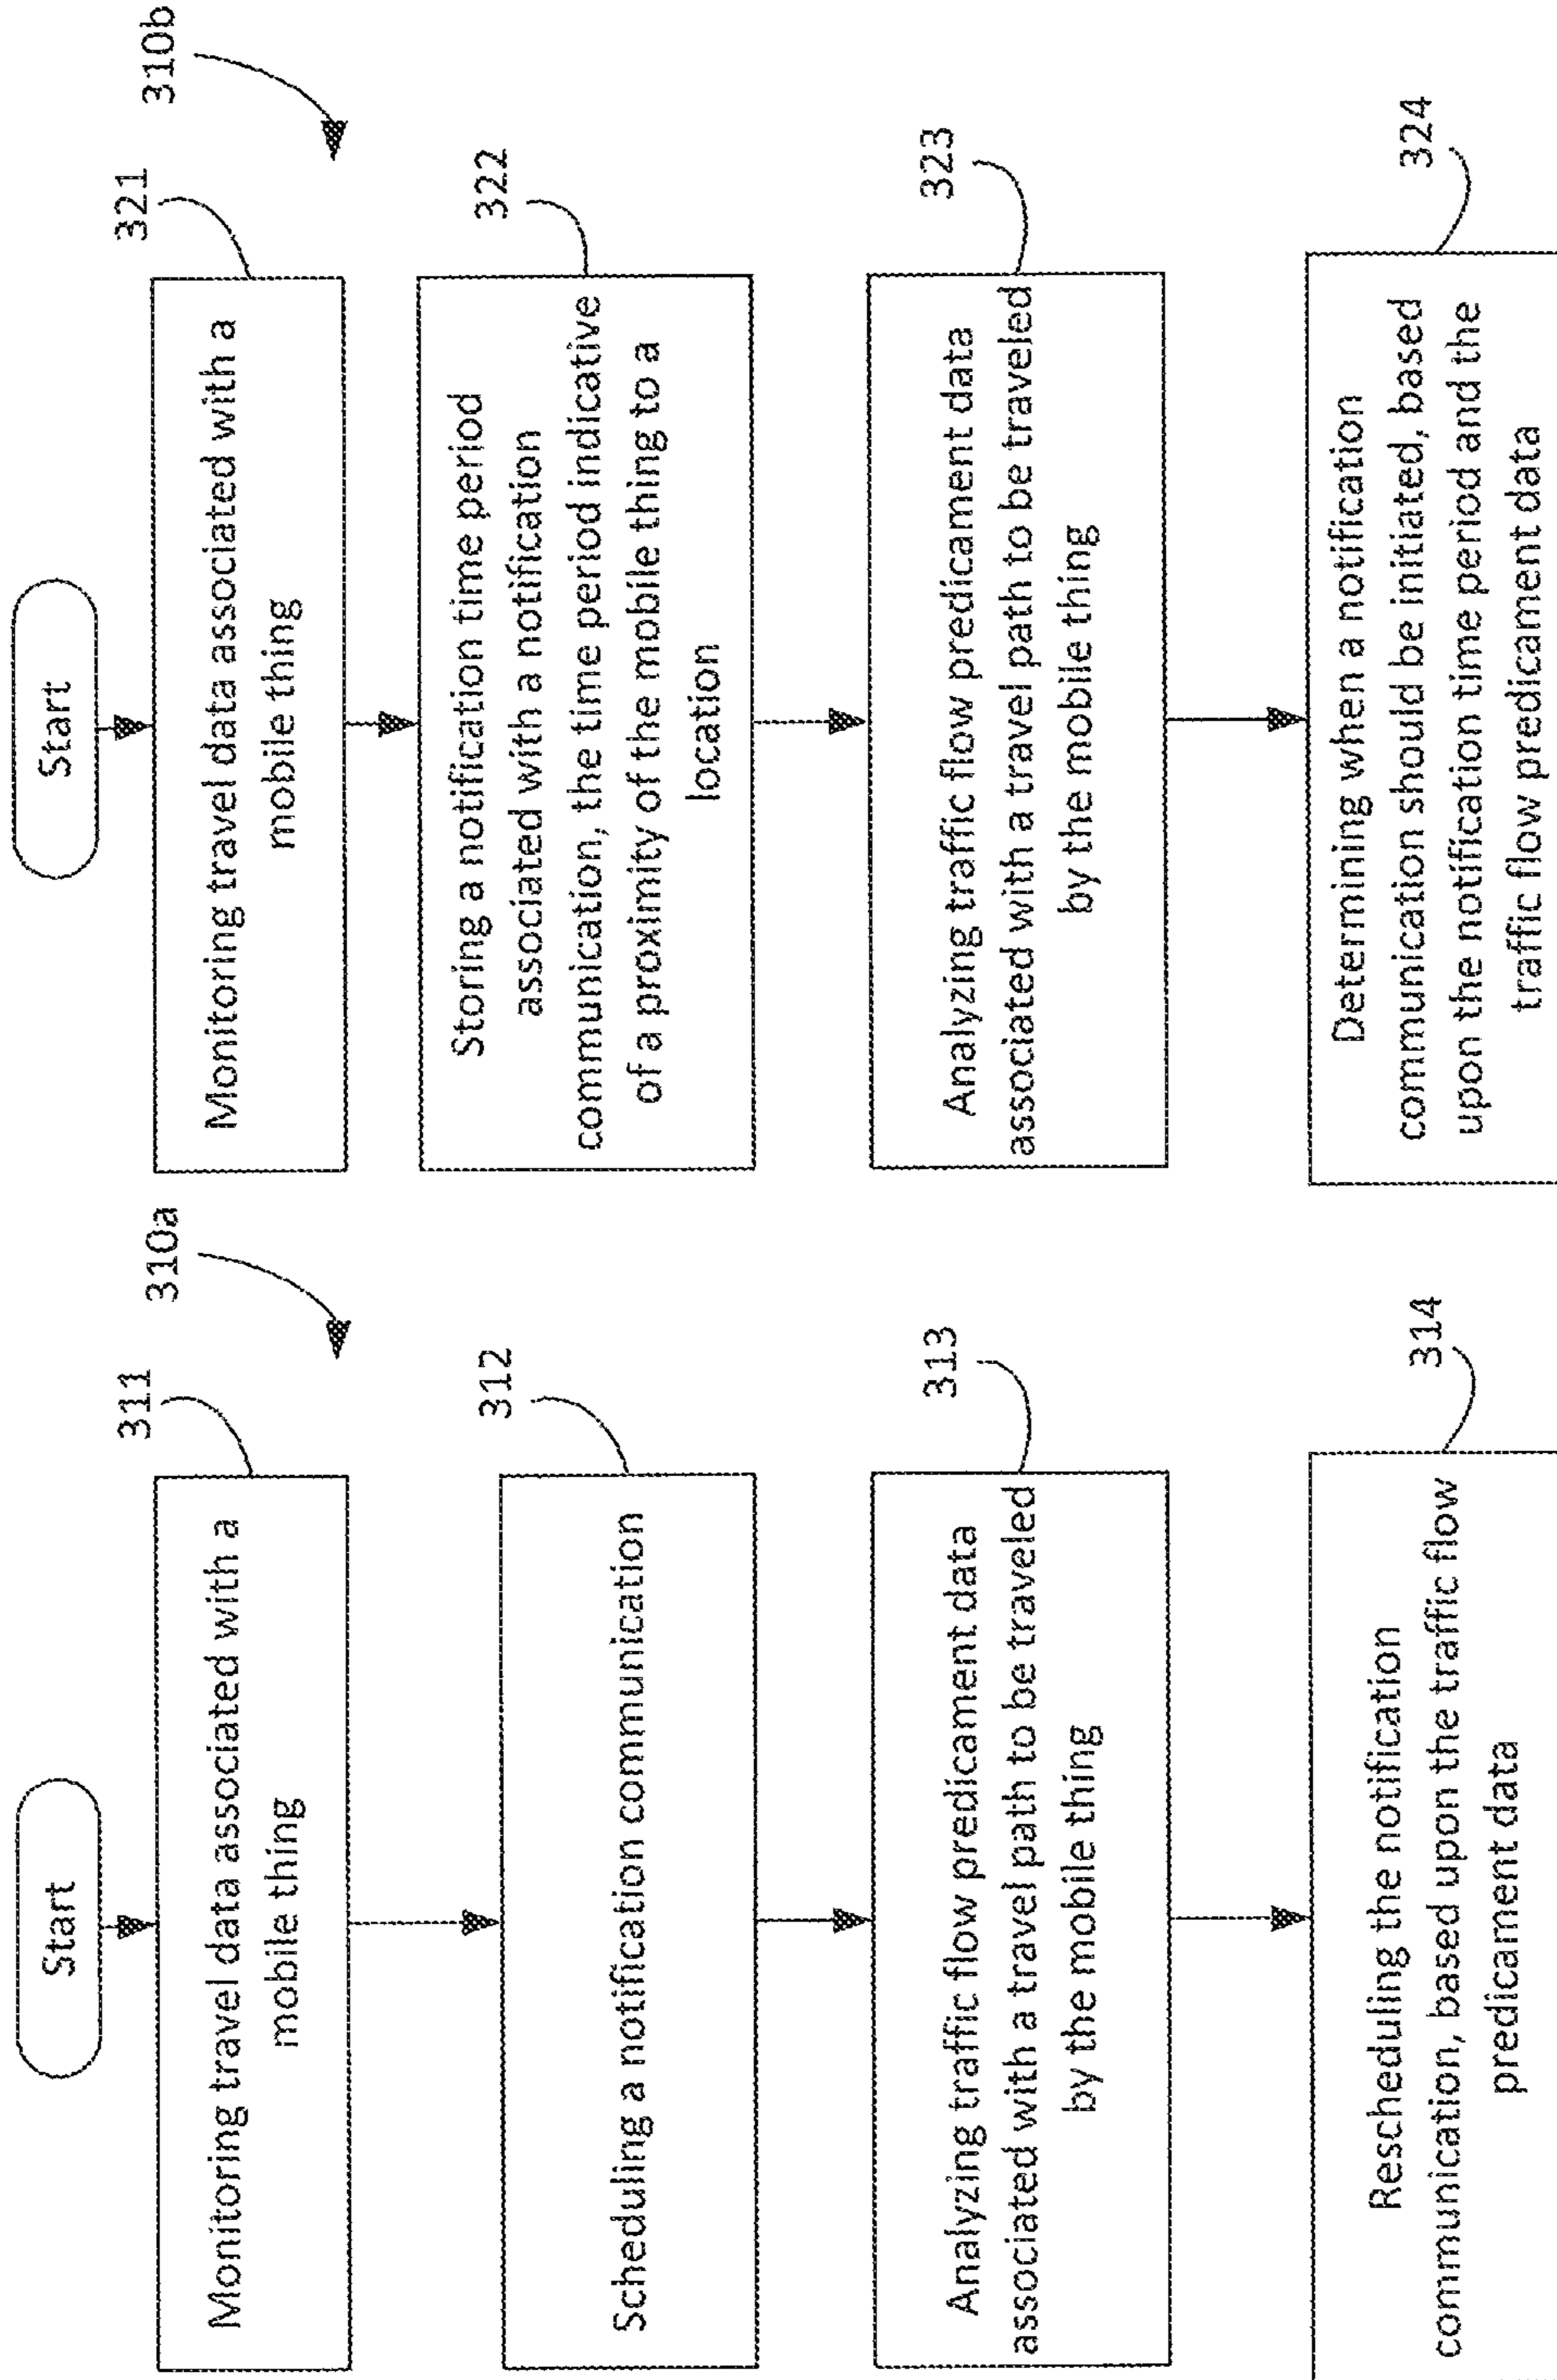 Start
310a
311
Monitoring travel data associated with a
mobile thing
312
Scheduling a notification communication
313
Analyzing traffic flow predicament data
associated with a travel path to be traveled
by the mobile thing
314
Rescheduling the notification
communication, based upon the traffic flow
predicament data
Start
310b
321
Monitoring travel data associated with a
mobile thing
322
Storing a notification time period
associated with a notification
communication, the time period indicative
of a proximity of the mobile thing to a
location
323
Analyzing traffic flow predicament data
associated with a travel path to be traveled
by the mobile thing
324
Determining when a notification
communication should be initiated, based
upon the notification time period and the
traffic flow predicament data